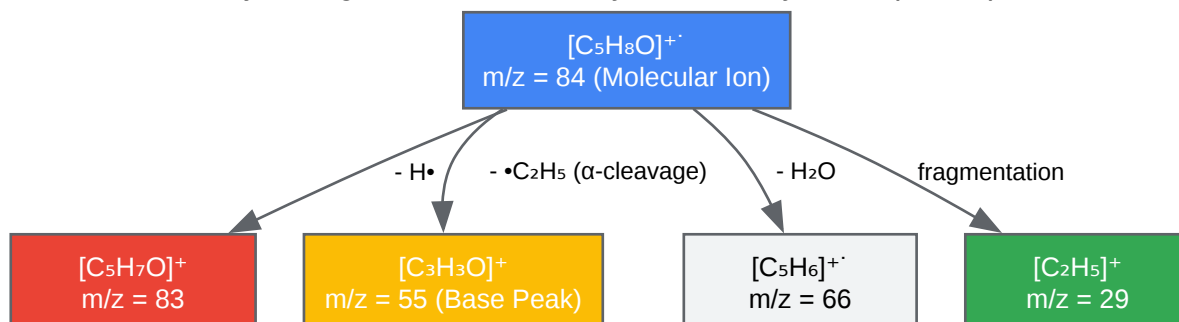 [C₅H₈O]⁺˙
m/z = 84 (Molecular Ion)
- H•
- •C₂H₅ (α-cleavage)
- H₂O
fragmentation
[C₅H₇O]⁺
m/z = 83
[C₃H₃O]⁺
m/z = 55 (Base Peak)
[C₅H₆]⁺˙
m/z = 66
[C₂H₅]⁺
m/z = 29